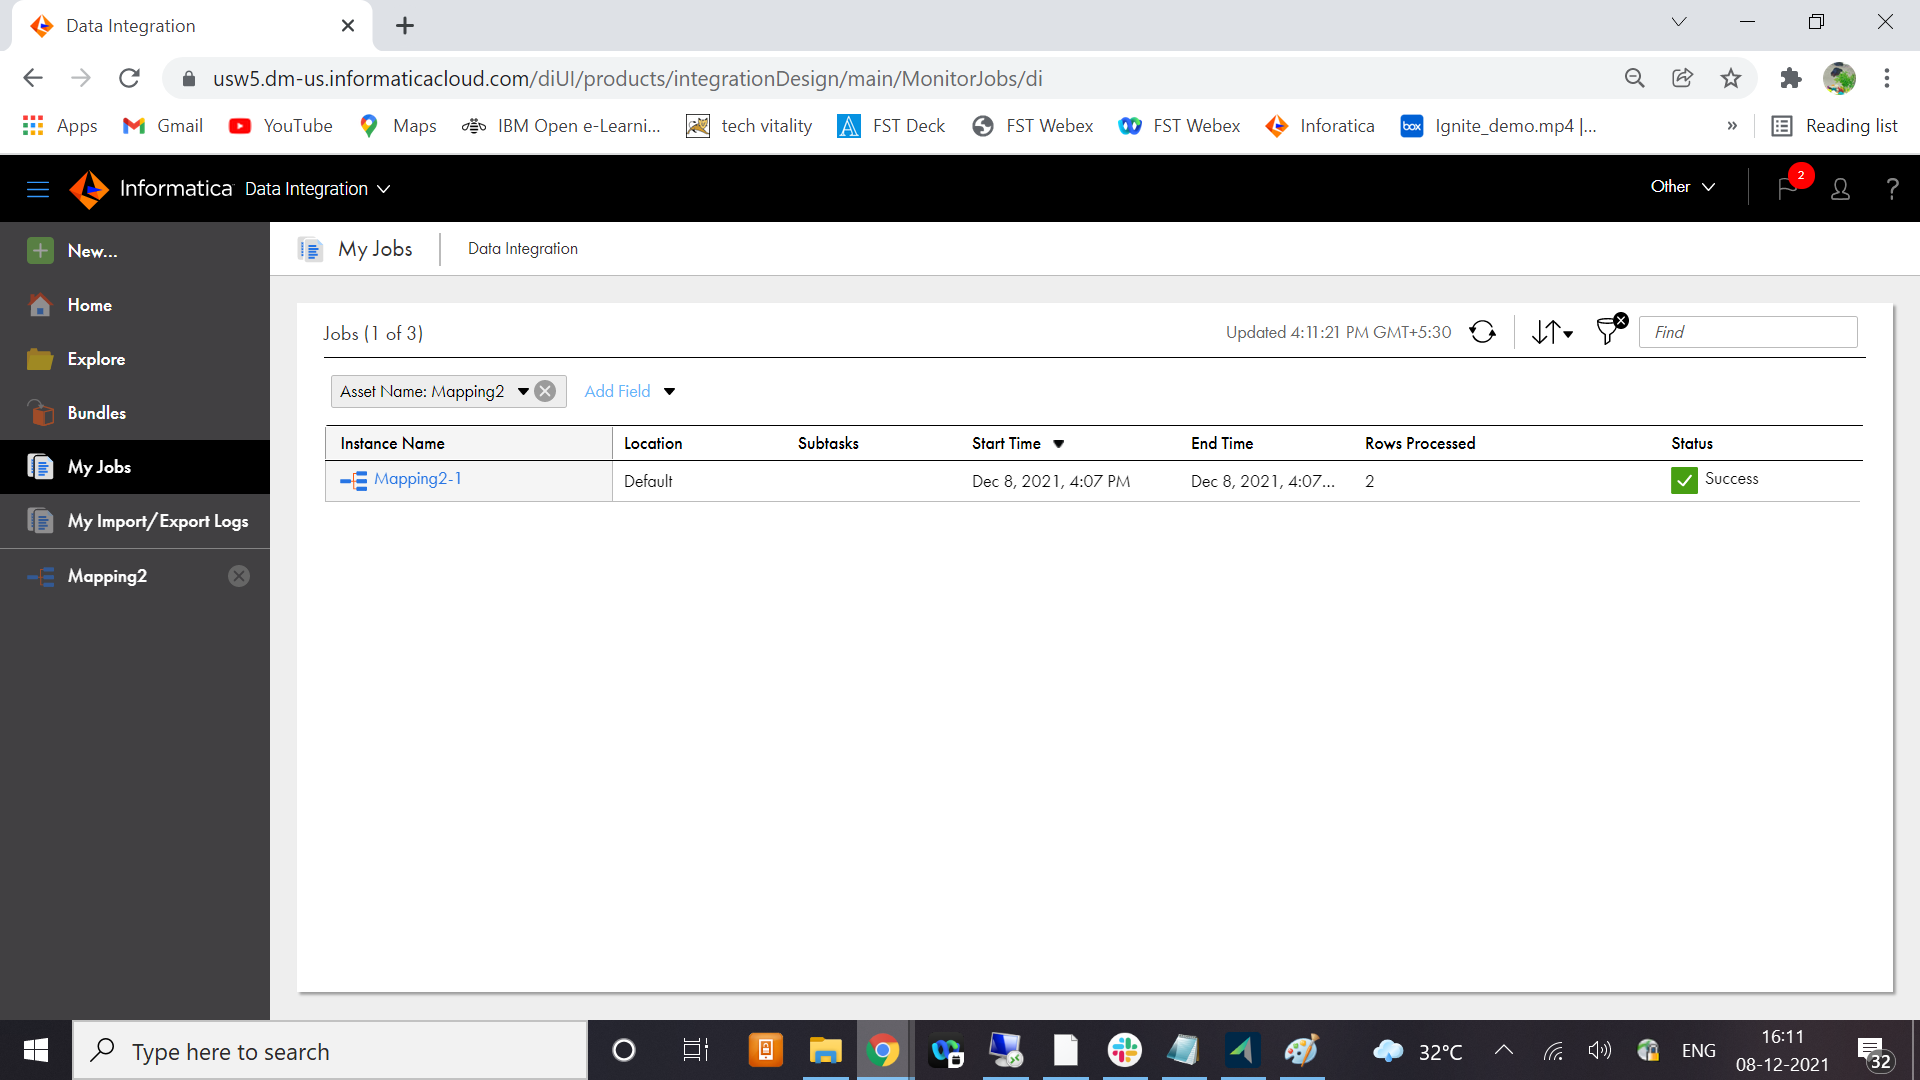 Data Integration
usw5.dm-us.informaticacloud.com/diUI/products/integrationDesign/main/MonitorJobs/di
Apps Gmail YouTube Maps IBM Open e-Learni... tech vitality FST Deck FST Webex FST Webex Inforatica box Ignite_demo.mp4 |... » Reading list
Informatica Data Integration Other 2 ?
New...
Home
Explore
Bundles
My Jobs
My Import/Export Logs
Mapping2
My Jobs Data Integration
Jobs (1 of 3) Updated 4:11:21 PM GMT+5:30 Find
Asset Name: Mapping2 Add Field
Instance Name Location Subtasks Start Time End Time Rows Processed Status
Mapping2-1 Default Dec 8, 2021, 4:07 PM Dec 8, 2021, 4:07... 2 Success
Type here to search 32°C ENG 16:11
08-12-2021 32